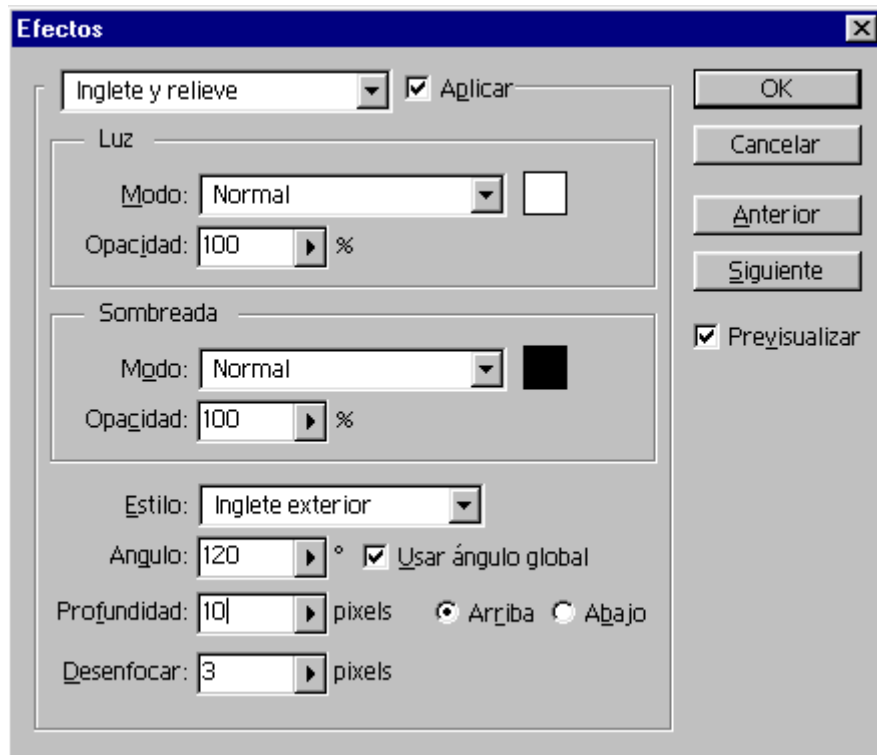 Efectos
Inglete y relieve Aplicar OK
Luz Cancelar
Modo: Normal Anterior
Opacidad: 100 %
Siguiente
Sombreada
Previsualizar
Modo: Normal
Opacidad: 100 %
Estilo: Inglete exterior
Angulo: 120 ° Usar ángulo global
Profundidad: 10 pixels Arriba Abajo
Desenfocar: 3 pixels